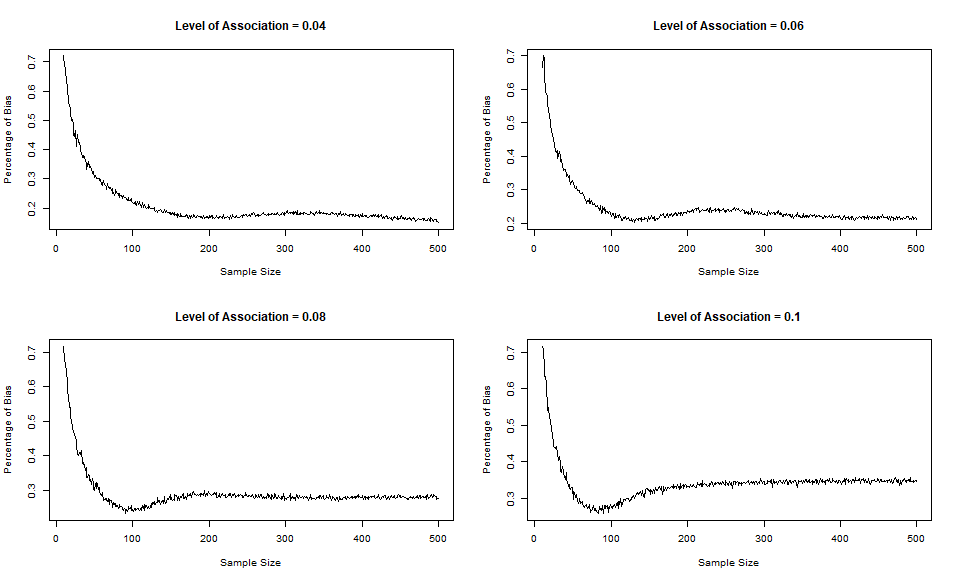 Level of Association = 0.04
Percentage of Bias
0.7
0.6
0.5
0.4
0.3
0.2
0 100 200 300 400 500
Sample Size
Level of Association = 0.06
Percentage of Bias
0.7
0.6
0.5
0.4
0.3
0.2
0 100 200 300 400 500
Sample Size
Level of Association = 0.08
Percentage of Bias
0.7
0.6
0.5
0.4
0.3
0 100 200 300 400 500
Sample Size
Level of Association = 0.1
Percentage of Bias
0.7
0.6
0.5
0.4
0.3
0 100 200 300 400 500
Sample Size